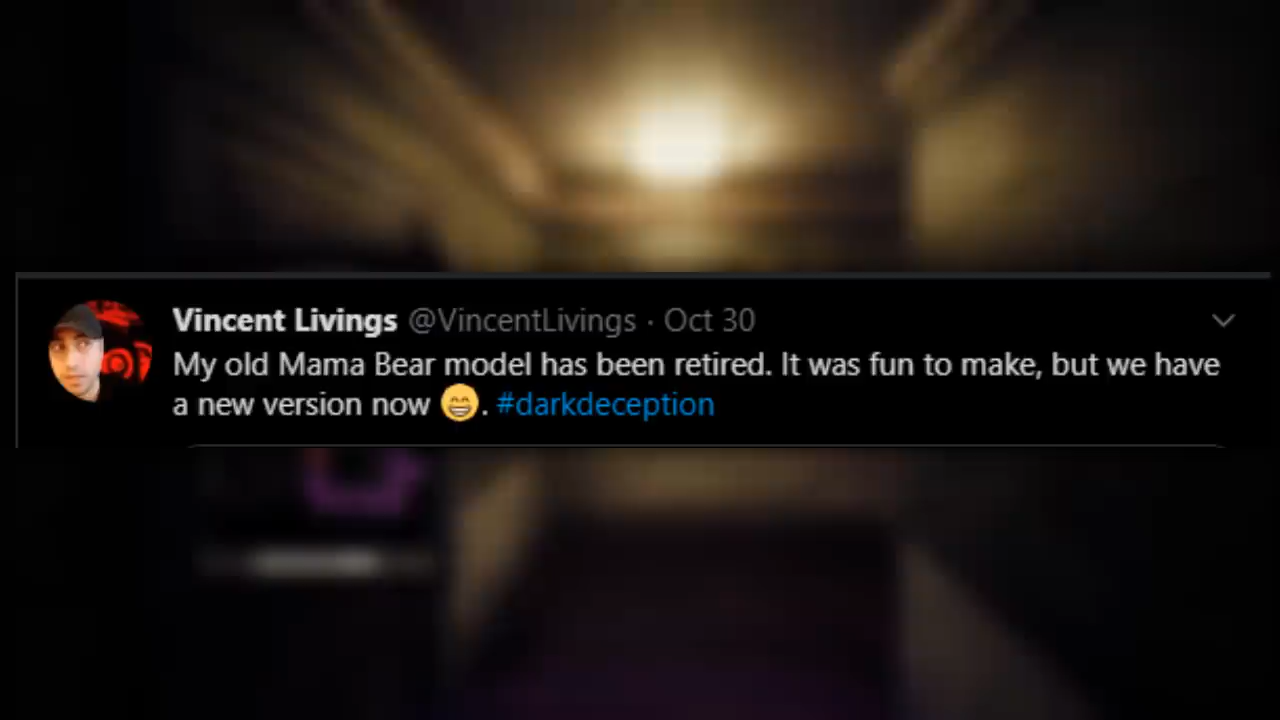 Vincent Livings @VincentLivings · Oct 30
My old Mama Bear model has been retired. It was fun to make, but we have
a new version now 😁. #darkdeception